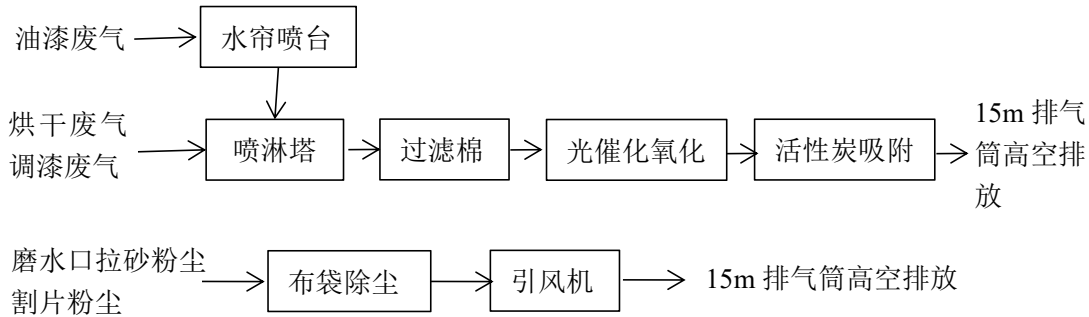 油漆废气
水帘喷台
烘干废气
调漆废气
喷淋塔
过滤棉
光催化氧化
活性炭吸附
15m 排气
筒高空排
放
磨水口拉砂粉尘
割片粉尘
布袋除尘
引风机
15m 排气筒高空排放